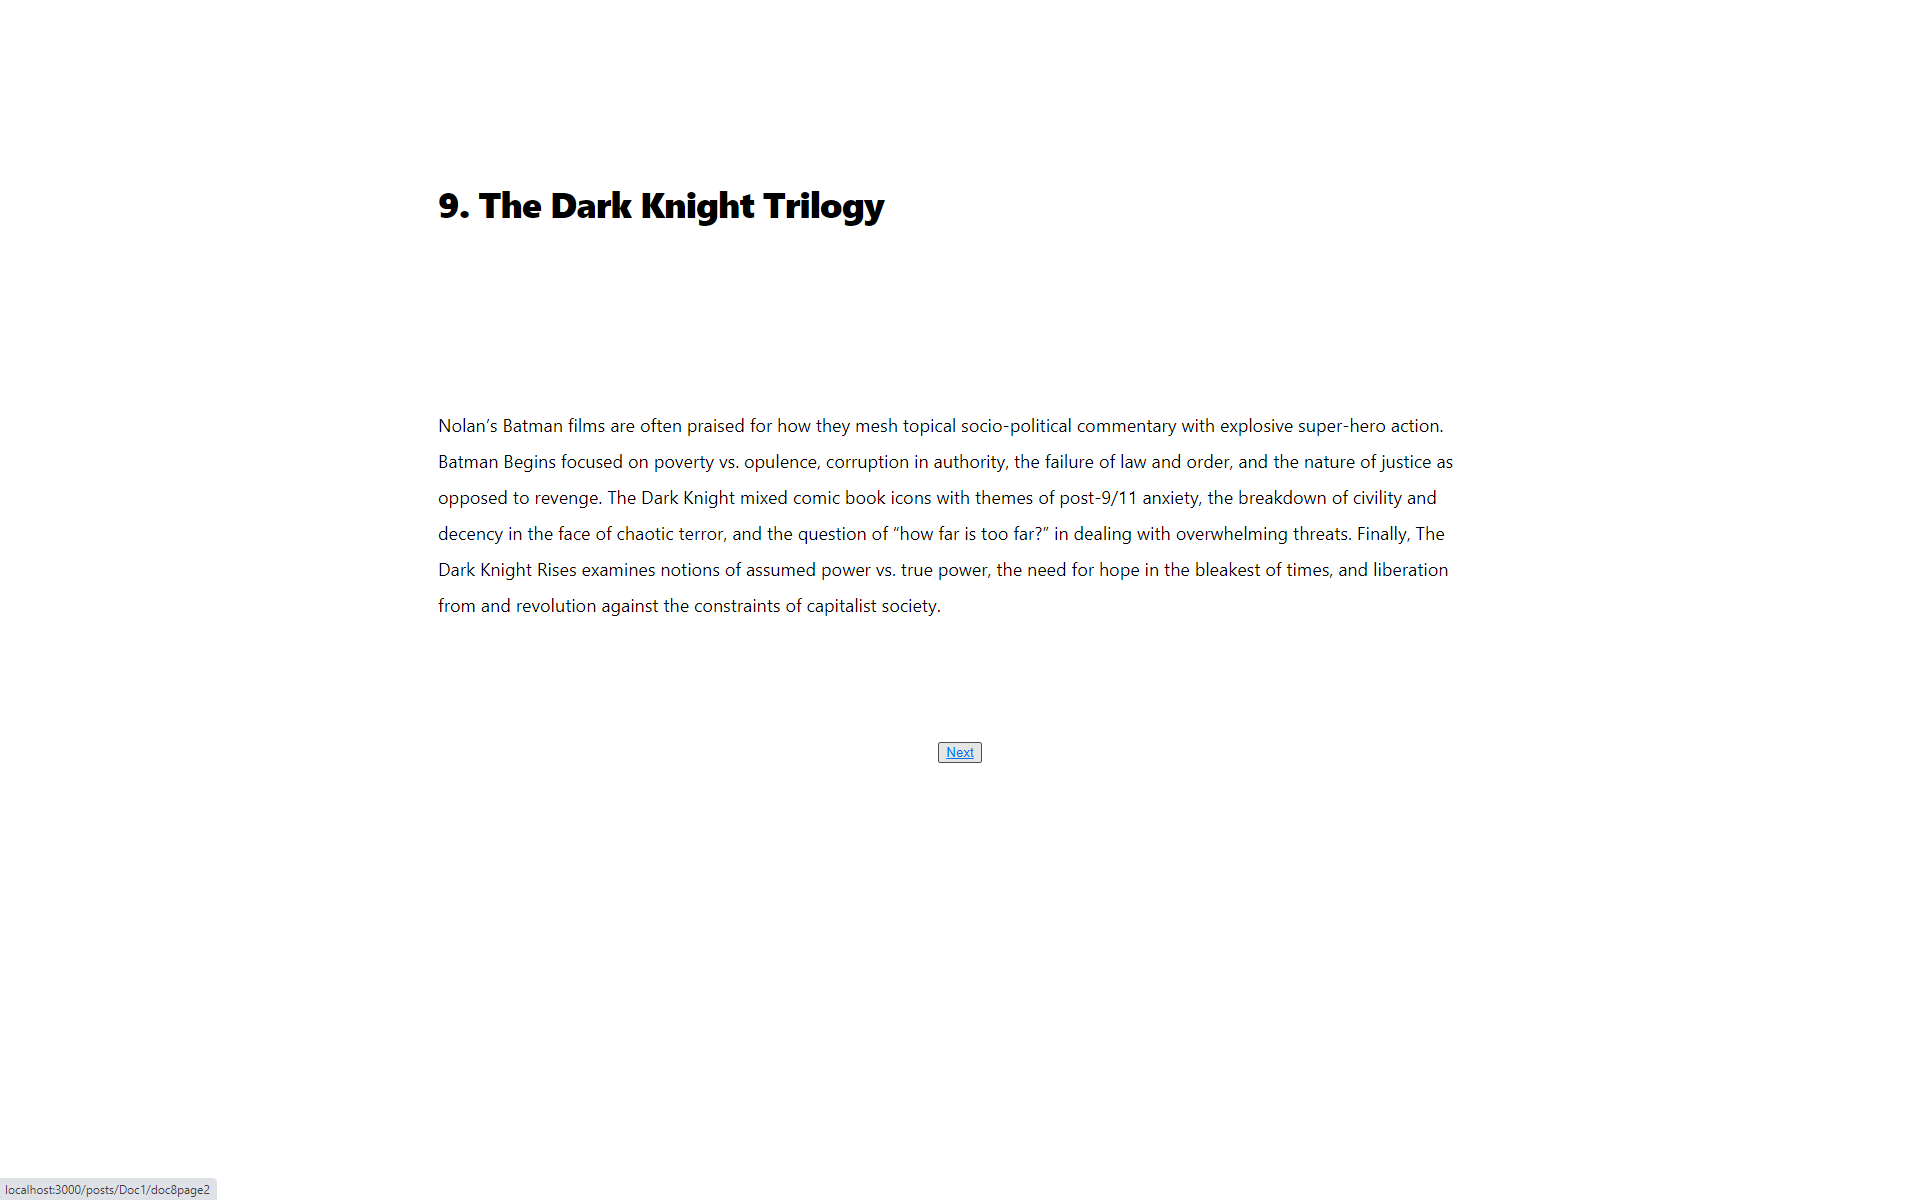 9. The Dark Knight Trilogy
Nolan’s Batman films are often praised for how they mesh topical socio-political commentary with explosive super-hero action.
Batman Begins focused on poverty vs. opulence, corruption in authority, the failure of law and order, and the nature of justice as
opposed to revenge. The Dark Knight mixed comic book icons with themes of post-9/11 anxiety, the breakdown of civility and
decency in the face of chaotic terror, and the question of “how far is too far?” in dealing with overwhelming threats. Finally, The
Dark Knight Rises examines notions of assumed power vs. true power, the need for hope in the bleakest of times, and liberation
from and revolution against the constraints of capitalist society.
Next
localhost:3000/posts/Doc1/doc8page2